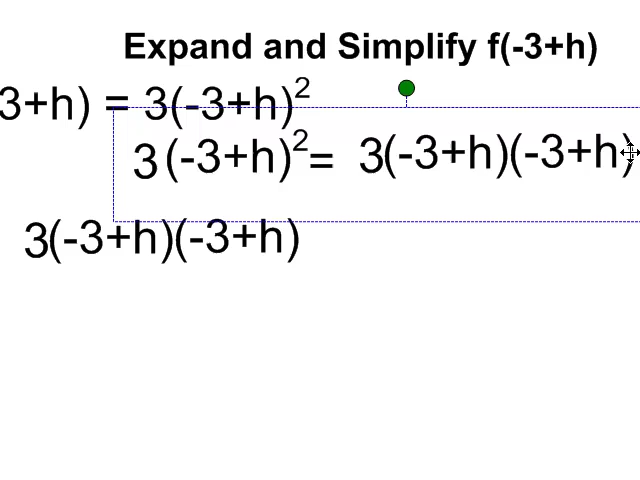 Expand and Simplify f(-3+h)
3+h) = 3(-3+h)²
3(-3+h)² = 3(-3+h)(-3+h)
3(-3+h)(-3+h)